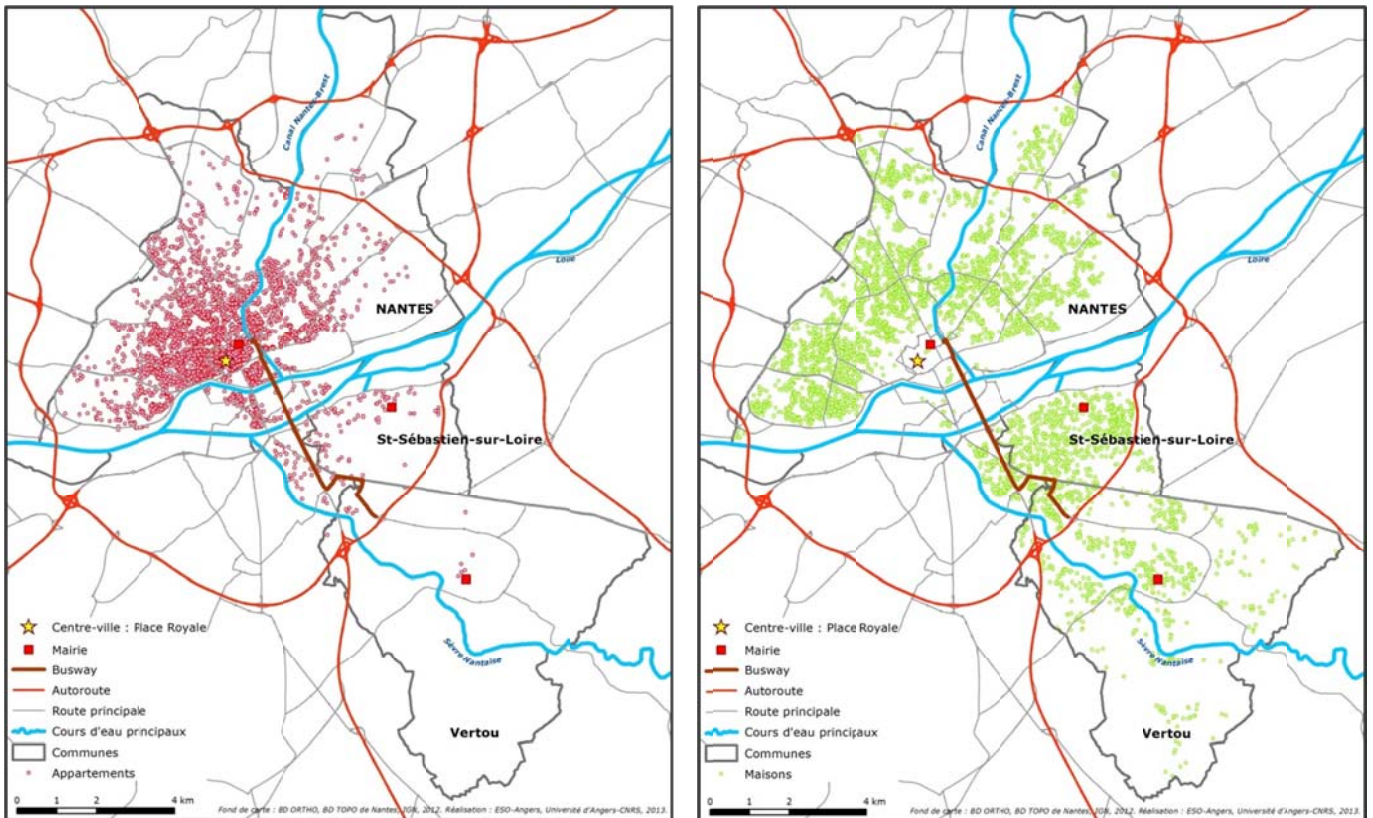 Canal Nantes-Brest
Loire
NANTES
St-Sébastien-sur-Loire
Sèvre Nantaise
Vertou
Centre-ville : Place Royale
Mairie
Busway
Autoroute
Route principale
Cours d'eau principaux
Communes
Appartements
0 1 2 4 km
Fond de carte : BD ORTHO, BD TOPO de Nantes, IGN, 2012. Réalisation : ESO-Angers, Université d'Angers-CNRS, 2013.
Canal Nantes-Brest
Loire
NANTES
St-Sébastien-sur-Loire
Sèvre Nantaise
Vertou
Centre-ville : Place Royale
Mairie
Busway
Autoroute
Route principale
Cours d'eau principaux
Communes
Maisons
0 1 2 4 km
Fond de carte : BD ORTHO, BD TOPO de Nantes, IGN, 2012. Réalisation : ESO-Angers, Université d'Angers-CNRS, 2013.